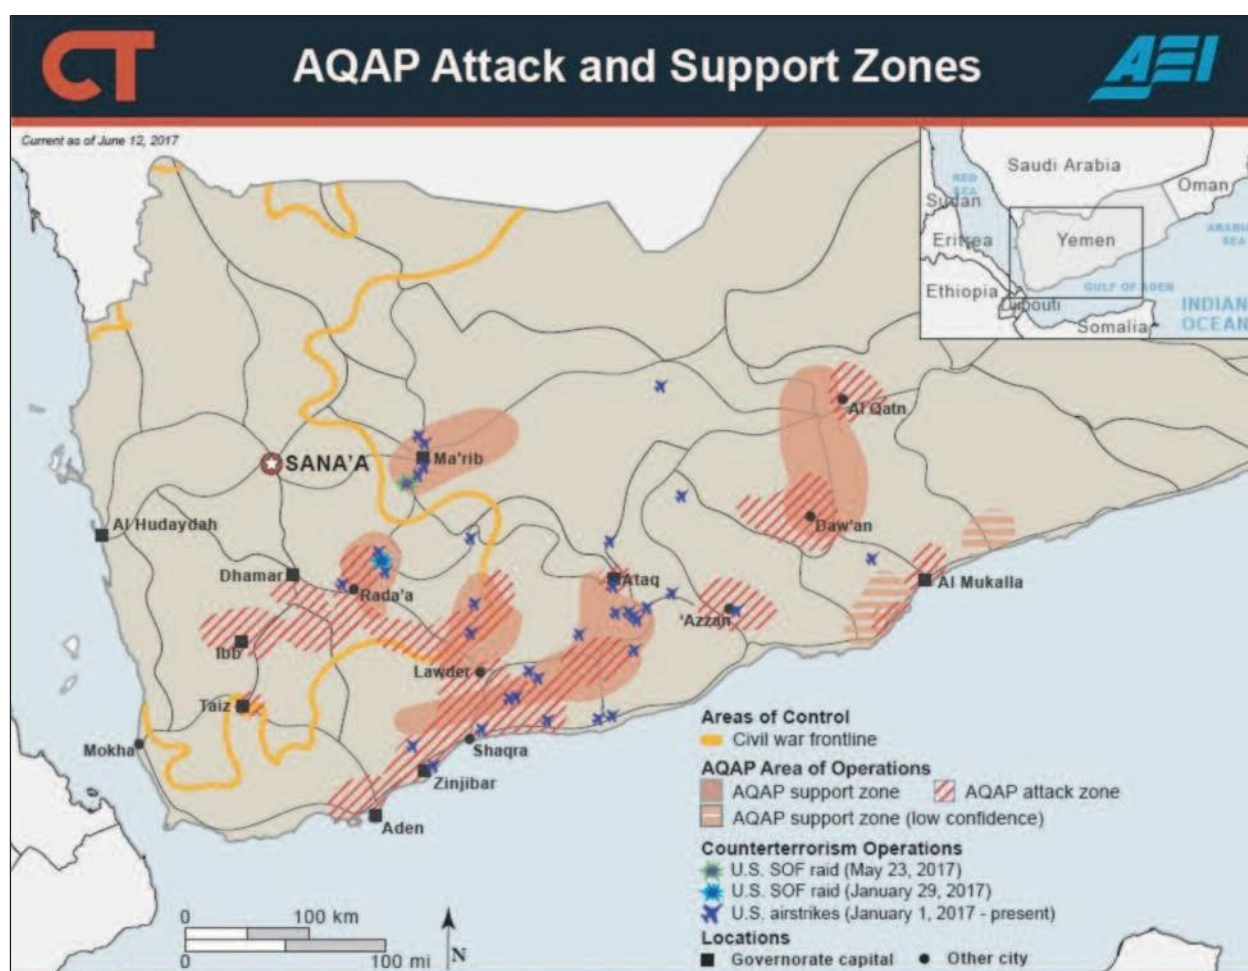 CT
AQAP Attack and Support Zones
AEI
Current as of June 12, 2017
Saudi Arabia
RED
SEA
Oman
Sudan
ARAB
SEA
Eritrea
Yemen
GULF OF ADEN
Ethiopia
Djibouti
INDIAN
OCEAN
Somalia
Al Qatn
SANA'A
Ma'rib
Al Hudaydah
Daw'an
Dhamar
Rada'a
Ataq
Al Mukalla
'Azzan
Ibb
Lawder
Taiz
Mokha
Shaqra
Zinjibar
Aden
Areas of Control
Civil war frontline
AQAP Area of Operations
AQAP support zone
AQAP attack zone
AQAP support zone (low confidence)
Counterterrorism Operations
U.S. SOF raid (May 23, 2017)
U.S. SOF raid (January 29, 2017)
U.S. airstrikes (January 1, 2017 - present)
Locations
Governorate capital
Other city
0 100 km
0 100 mi
N